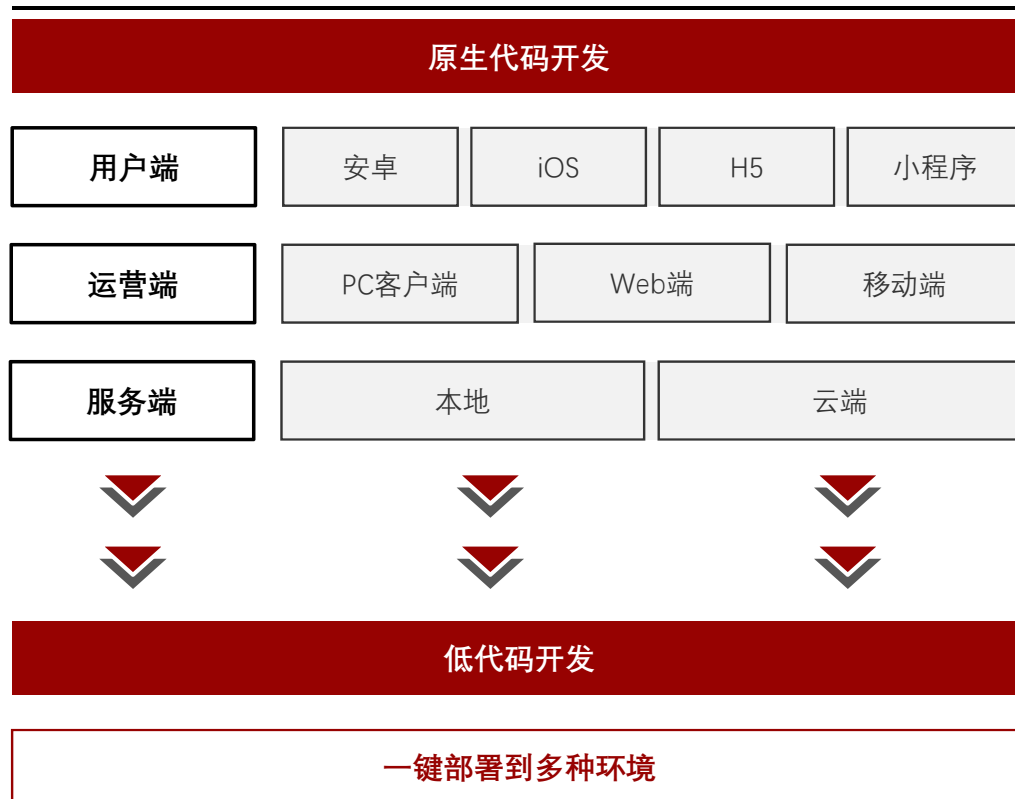 原生代码开发
用户端 安卓 iOS H5 小程序
运营端 PC客户端 Web端 移动端
服务端 本地 云端
低代码开发
一键部署到多种环境